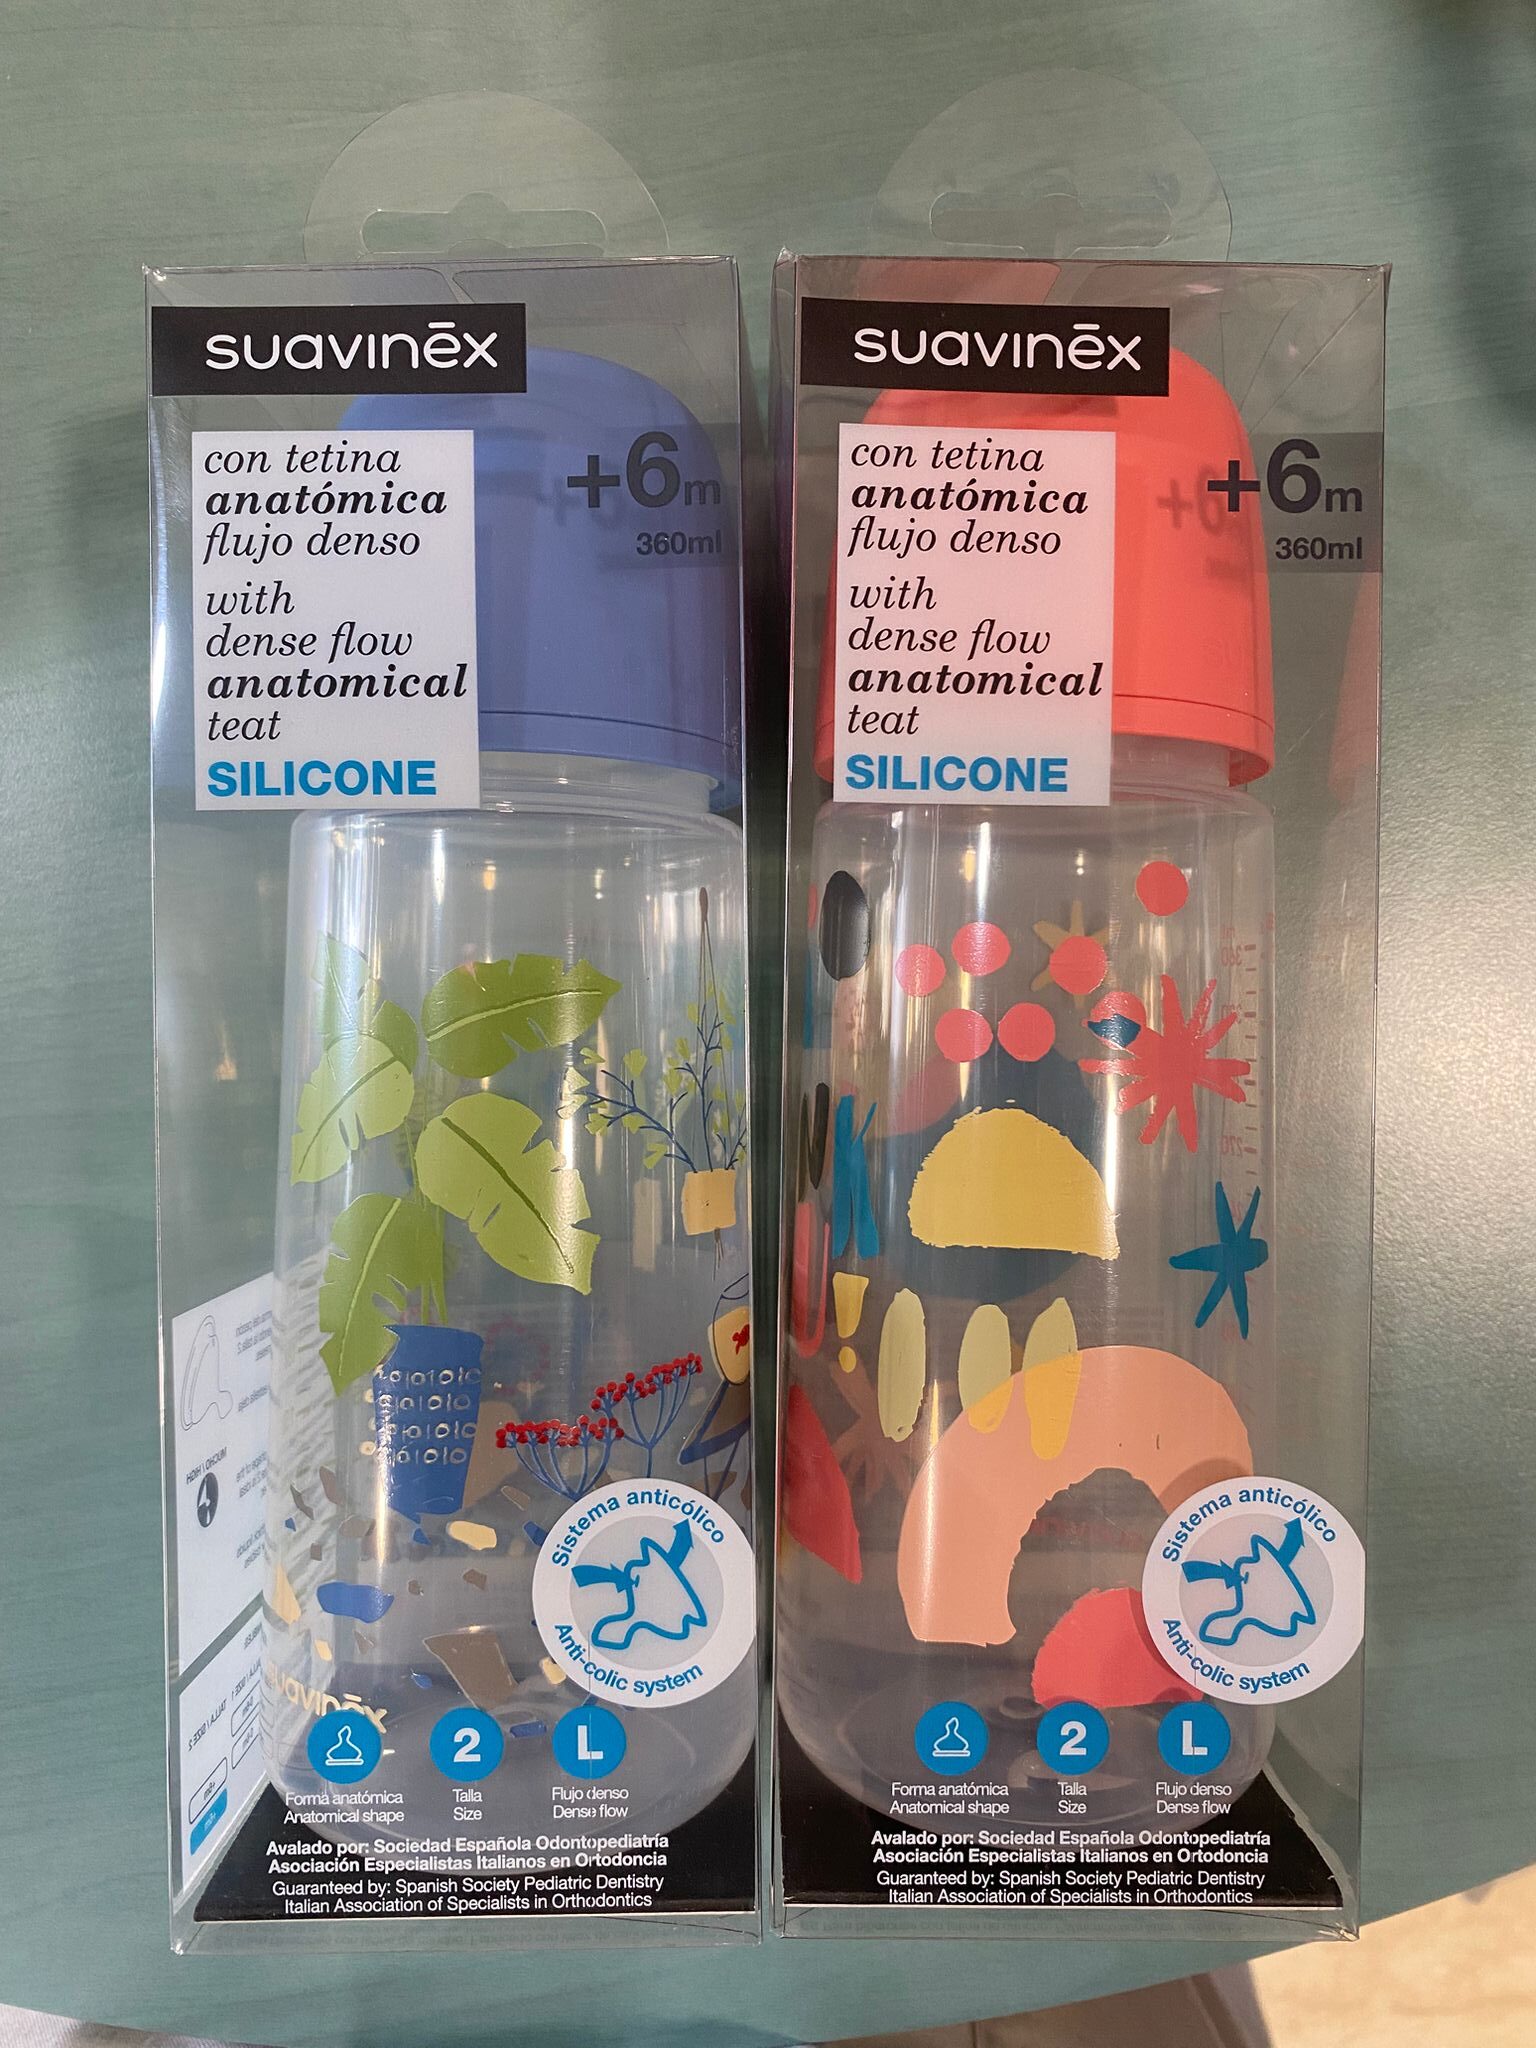 suavinēx
con tetina
anatómica
flujo denso
with
dense flow
anatomical
teat
SILICONE
+6m
360ml
Sistema anticólico
Anti-colic system
2
L
Forma anatómica
Anatomical shape
Talla
Size
Flujo denso
Dense flow
Avalado por: Sociedad Española Odontopediatría
Asociación Especialistas Italianos en Ortodoncia
Guaranteed by: Spanish Society Pediatric Dentistry
Italian Association of Specialists in Orthodontics
suavinēx
con tetina
anatómica
flujo denso
with
dense flow
anatomical
teat
SILICONE
+6m
360ml
Sistema anticólico
Anti-colic system
2
L
Forma anatómica
Anatomical shape
Talla
Size
Flujo denso
Dense flow
Avalado por: Sociedad Española Odontopediatría
Asociación Especialistas Italianos en Ortodoncia
Guaranteed by: Spanish Society Pediatric Dentistry
Italian Association of Specialists in Orthodontics